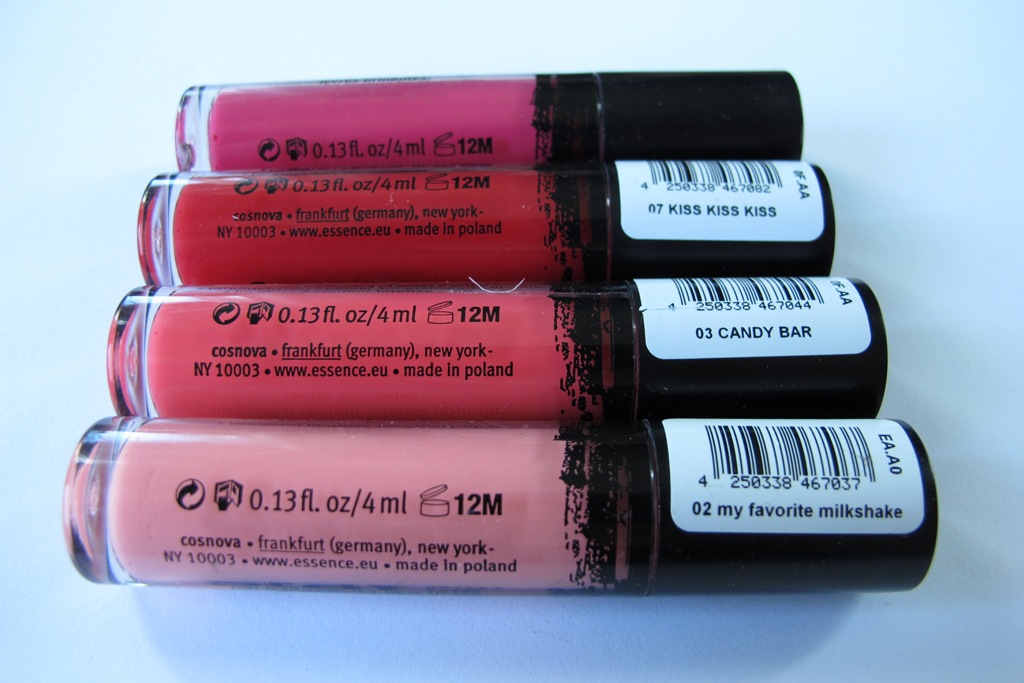 0.13 fl. oz/4 ml 12M
0.13 fl. oz/4 ml 12M
cosnova • frankfurt (germany), new york-
NY 10003 • www.essence.eu • made in poland
4 250338 467082
0F.AA
07 KISS KISS KISS
0.13 fl. oz/4 ml 12M
cosnova • frankfurt (germany), new york-
NY 10003 • www.essence.eu • made in poland
4 250338 467044
03 CANDY BAR
0.13 fl. oz/4 ml 12M
cosnova • frankfurt (germany), new york-
NY 10003 • www.essence.eu • made in poland
4 250338 467037
EA.A0
02 my favorite milkshake